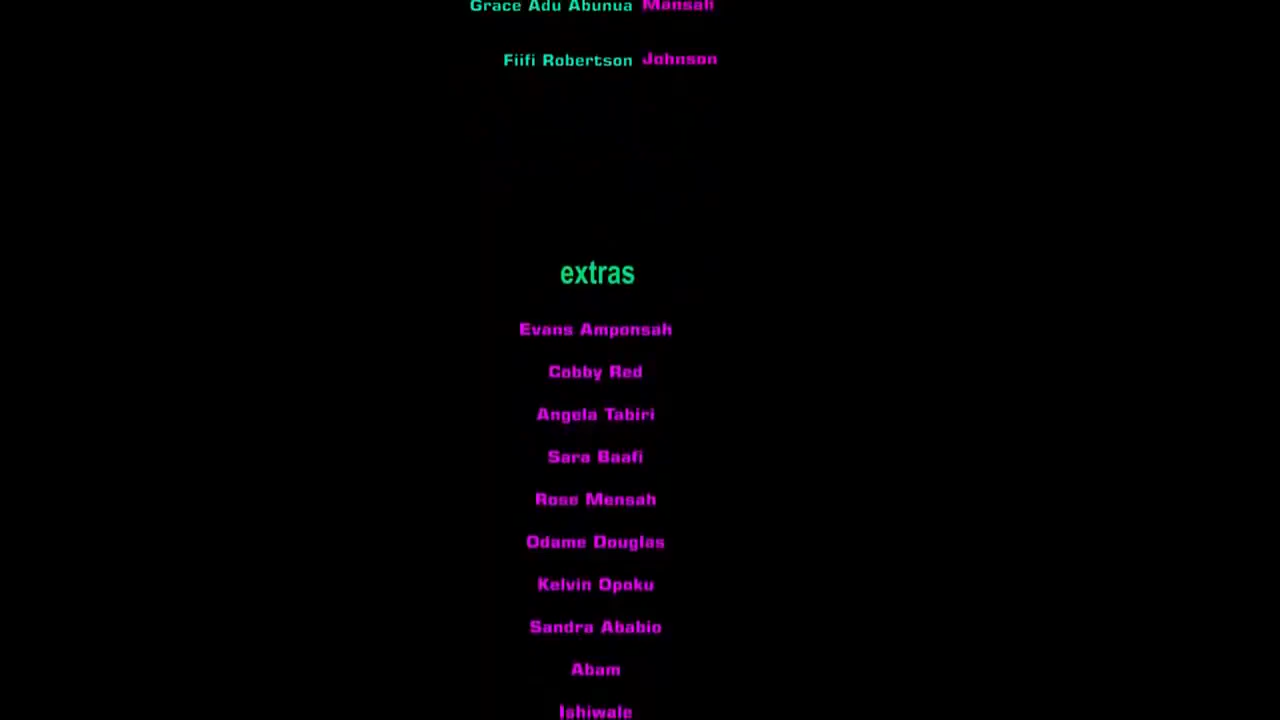 Grace Adu Abunua Mansah
Fiifi Robertson Johnson
extras
Evans Amponsah
Cobby Red
Angela Tabiri
Sara Baafi
Rose Mensah
Odame Douglas
Kelvin Opoku
Sandra Ababio
Abam
Ishiwale